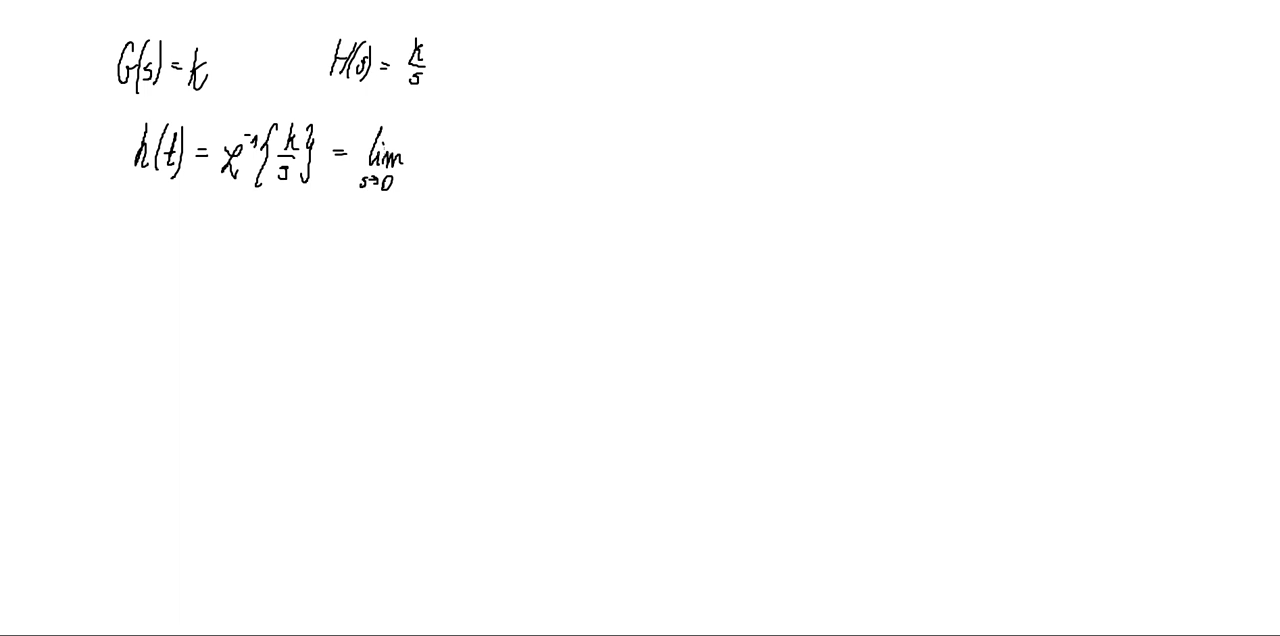 G(s) = k H(s) = k/s
h(t) = ℒ⁻¹{k/s} = lim s→0